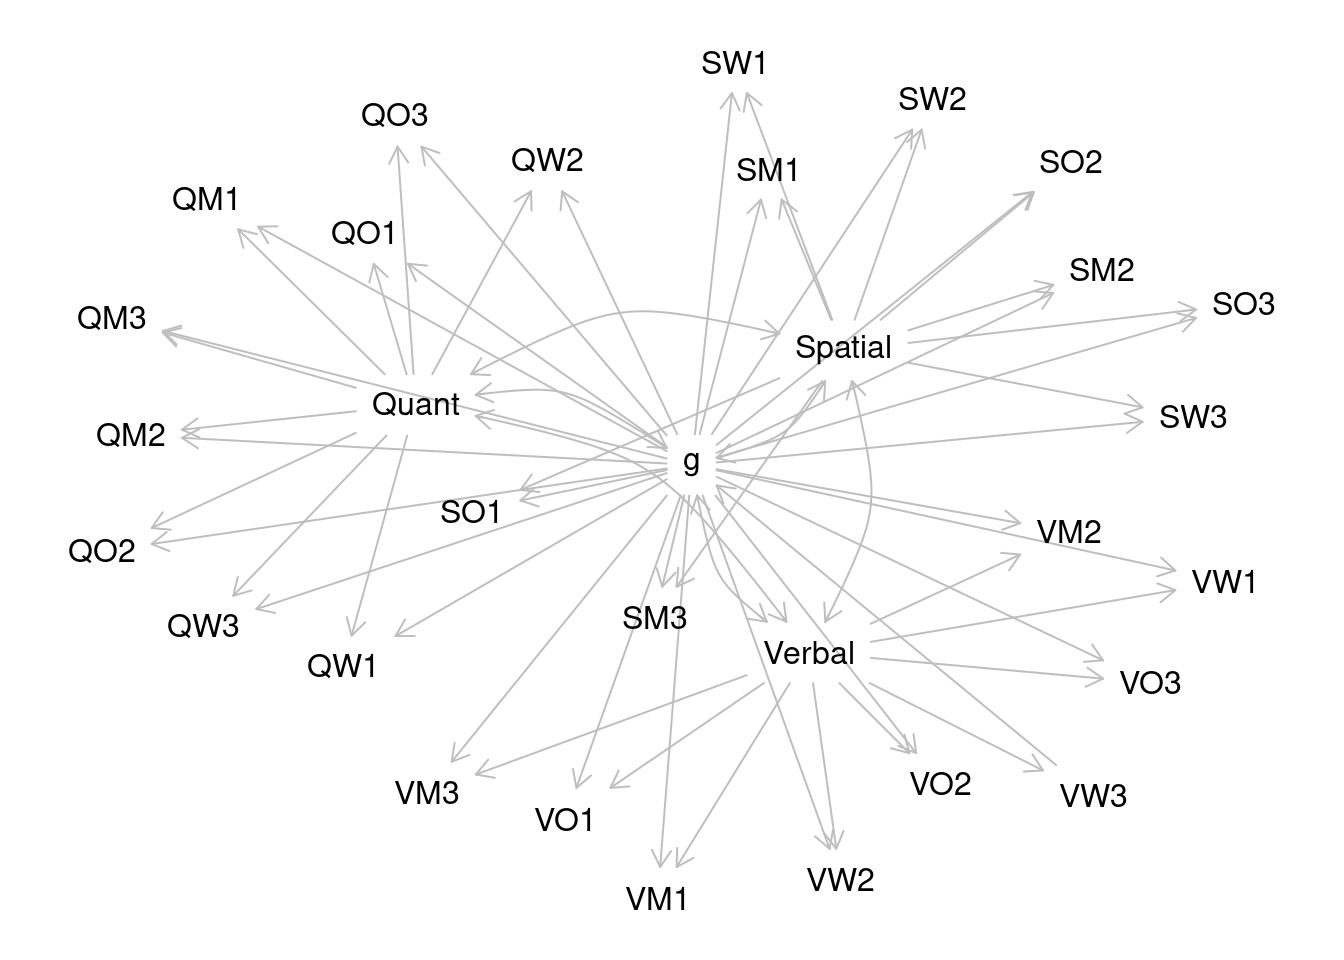 SW1
SW2
QO3
QW2
SM1
SO2
QM1
QO1
SM2
SO3
QM3
Spatial
Quant
SW3
QM2
g
SO1
VM2
QO2
VW1
SM3
QW3
Verbal
QW1
VO3
VO2
VM3
VW3
VO1
VW2
VM1